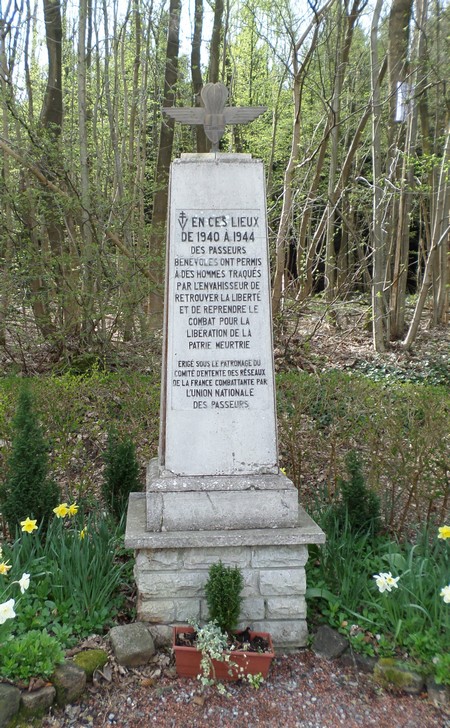 EN CES LIEUX
DE 1940 À 1944
DES PASSEURS
BÉNÉVOLES ONT PERMIS
À DES HOMMES TRAQUÉS
PAR L'ENVAHISSEUR DE
RETROUVER LA LIBERTÉ
ET DE REPRENDRE LE
COMBAT POUR LA
LIBÉRATION DE LA
PATRIE MEURTRIE
ERIGÉ SOUS LE PATRONAGE DU
COMITÉ D'ENTENTE DES RÉSEAUX
DE LA FRANCE COMBATTANTE PAR
L'UNION NATIONALE
DES PASSEURS